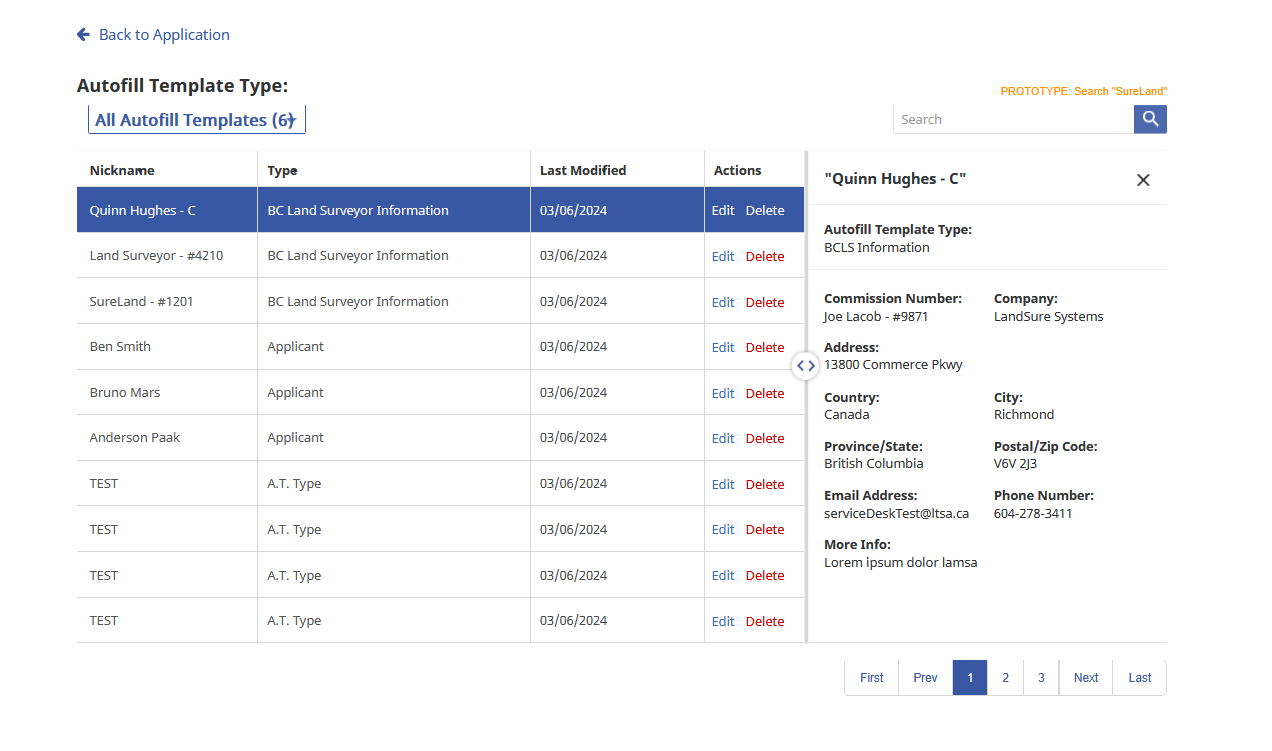 Back to Application
Autofill Template Type:
PROTOTYPE: Search "SureLand"
All Autofill Templates (6)
Search
Nickname Type Last Modified Actions
Quinn Hughes - C BC Land Surveyor Information 03/06/2024 Edit Delete
Land Surveyor - #4210 BC Land Surveyor Information 03/06/2024 Edit Delete
SureLand - #1201 BC Land Surveyor Information 03/06/2024 Edit Delete
Ben Smith Applicant 03/06/2024 Edit Delete
Bruno Mars Applicant 03/06/2024 Edit Delete
Anderson Paak Applicant 03/06/2024 Edit Delete
TEST A.T. Type 03/06/2024 Edit Delete
TEST A.T. Type 03/06/2024 Edit Delete
TEST A.T. Type 03/06/2024 Edit Delete
TEST A.T. Type 03/06/2024 Edit Delete
"Quinn Hughes - C"
Autofill Template Type:
BCLS Information
Commission Number: Company:
Joe Lacob - #9871 LandSure Systems
Address:
13800 Commerce Pkwy
Country: City:
Canada Richmond
Province/State: Postal/Zip Code:
British Columbia V6V 2J3
Email Address: Phone Number:
serviceDeskTest@ltsa.ca 604-278-3411
More Info:
Lorem ipsum dolor lamsa
First Prev 1 2 3 Next Last